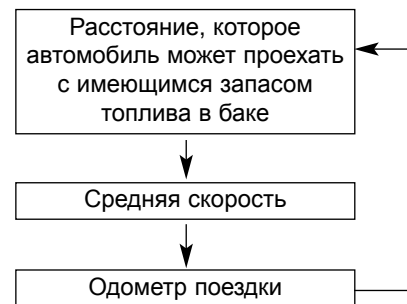 Расстояние, которое
автомобиль может проехать
с имеющимся запасом
топлива в баке
Средняя скорость
Одометр поездки